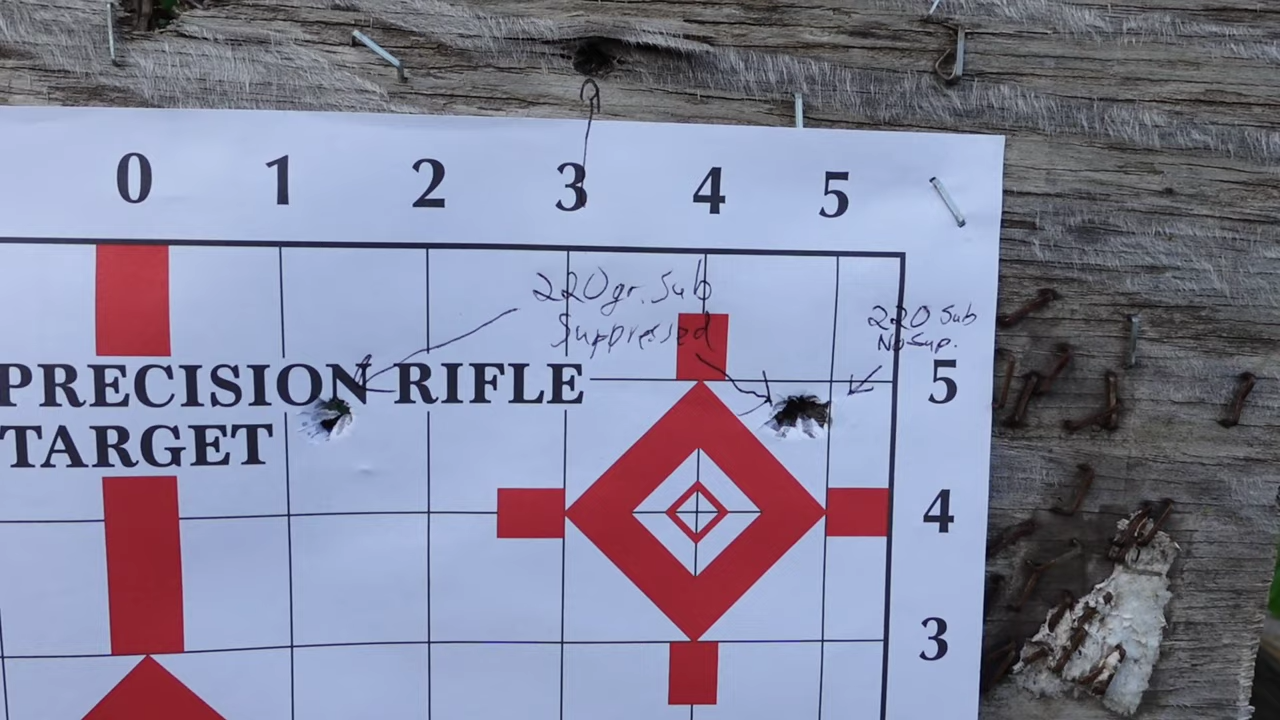 0 1 2 3 4 5
220gr. Sub
Suppressed
220 Sub
No Sup.
PRECISION RIFLE
TARGET
5
4
3